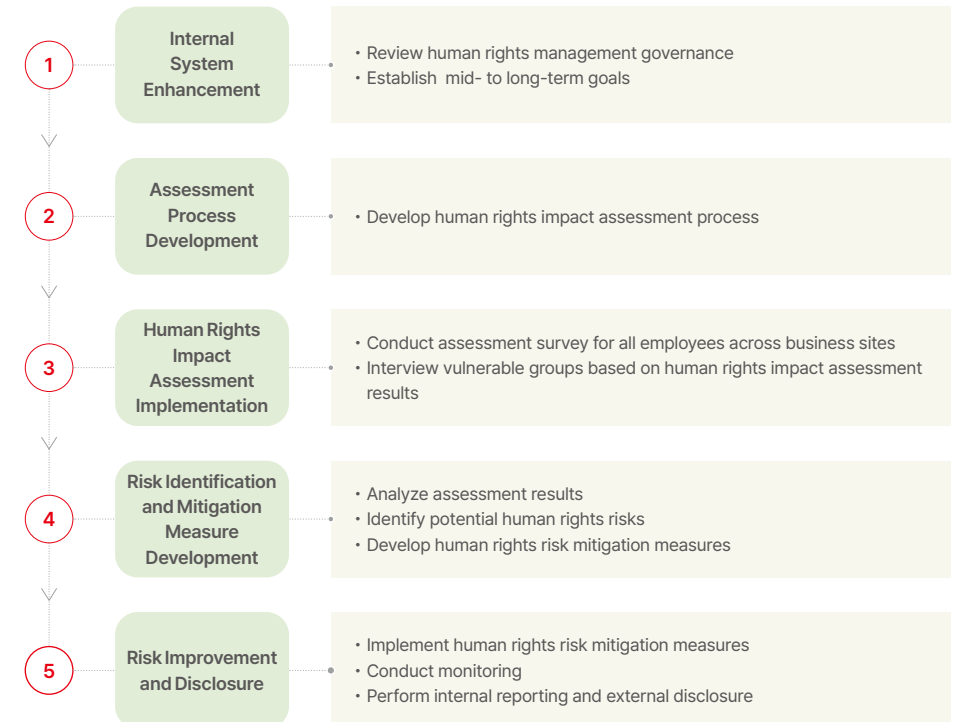 1
Internal
System
Enhancement
• Review human rights management governance
• Establish mid- to long-term goals
2
Assessment
Process
Development
• Develop human rights impact assessment process
3
Human Rights
Impact
Assessment
Implementation
• Conduct assessment survey for all employees across business sites
• Interview vulnerable groups based on human rights impact assessment
results
4
Risk Identification
and Mitigation
Measure
Development
• Analyze assessment results
• Identify potential human rights risks
• Develop human rights risk mitigation measures
5
Risk Improvement
and Disclosure
• Implement human rights risk mitigation measures
• Conduct monitoring
• Perform internal reporting and external disclosure